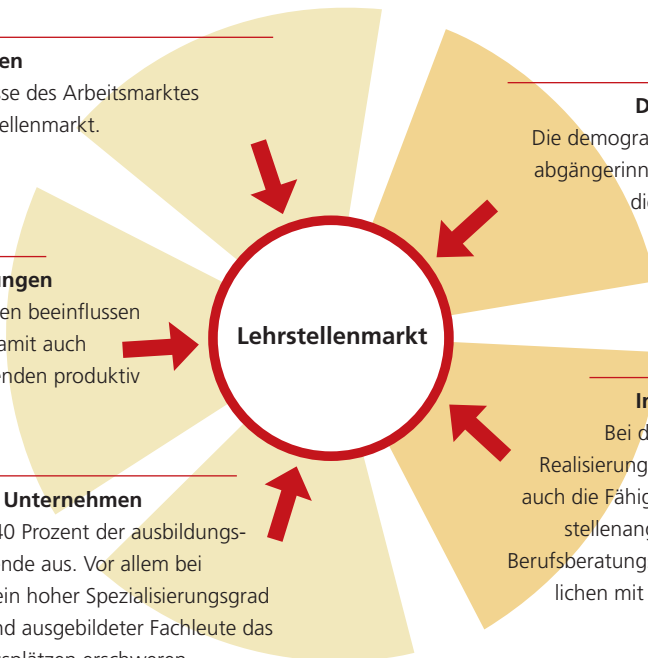 en
sse des Arbeitsmarktes
ellenmarkt.
ungen
en beeinflussen
amit auch
enden produktiv
Unternehmen
40 Prozent der ausbildungs-
nde aus. Vor allem bei
ein hoher Spezialisierungsgrad
nd ausgebildeter Fachleute das
Lehrstellenmarkt
D
Die demogra
abgängerinn
die
In
Bei d
Realisierung
auch die Fähig
stellenang
Berufsberatung
lichen mit